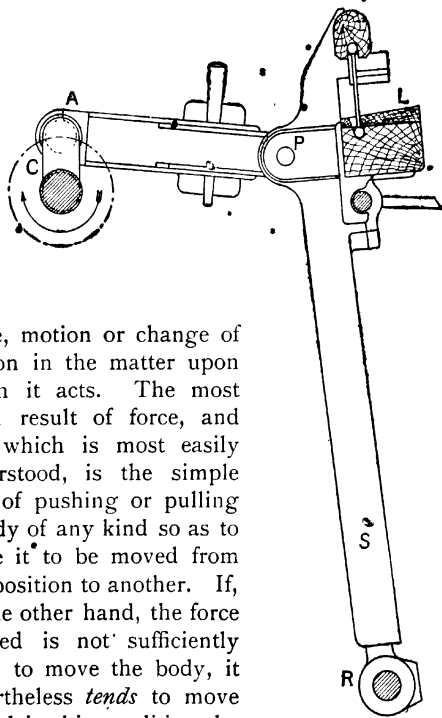 A
C
P
L
e, motion or change of
on in the matter upon
h it acts. The most
result of force, and
which is most easily
rstood, is the simple
of pushing or pulling
dy of any kind so as to
e it to be moved from
position to another. If,
e other hand, the force
ed is not sufficiently
to move the body, it
rtheless tends to move
S
R